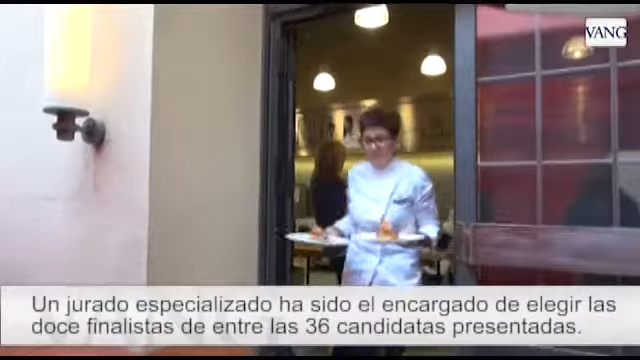 VANG
Un jurado especializado ha sido el encargado de elegir las
doce finalistas de entre las 36 candidatas presentadas.